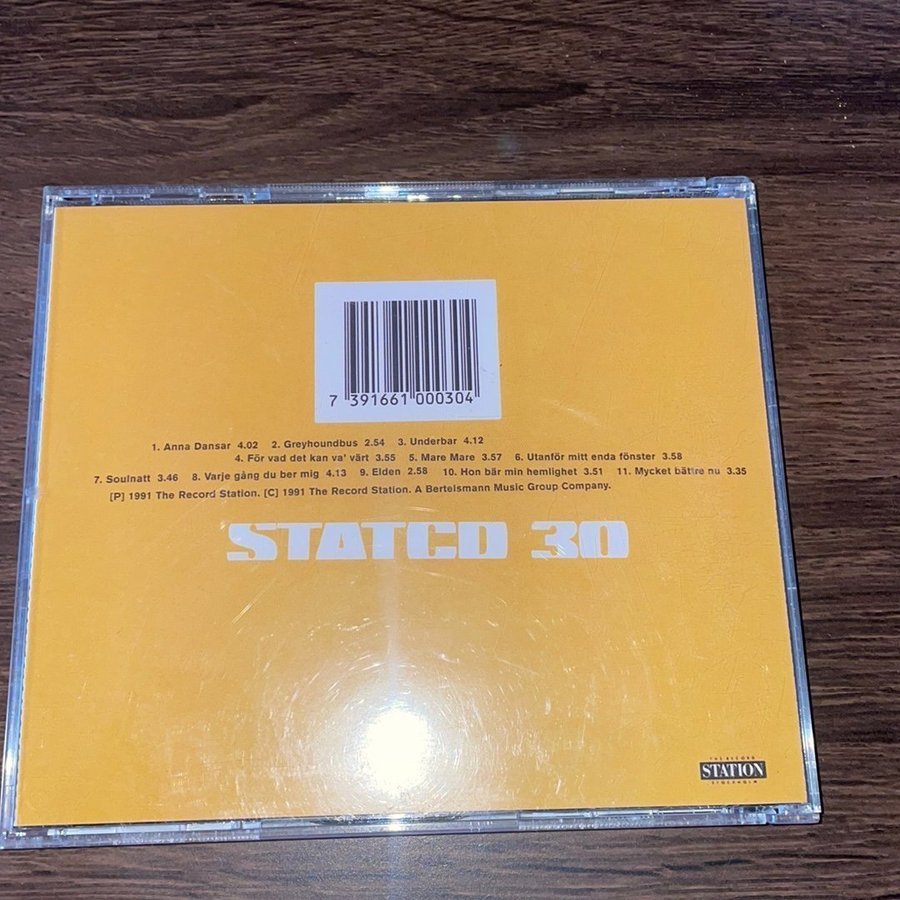 7 391661 000304
1. Anna Dansar 4.02 2. Greyhoundbus 2.54 3. Underbar 4.12
4. För vad det kan va' värt 3.55 5. Mare Mare 3.57 6. Utanför mitt enda fönster 3.58
7. Soulnatt 3.46 8. Varje gång du ber mig 4.13 9. Elden 2.58 10. Hon bär min hemlighet 3.51 11. Mycket bättre nu 3.35
[P] 1991 The Record Station. [C] 1991 The Record Station. A Bertelsmann Music Group Company.
STATCD 30
THE RECORD
STATION
STOCKHOLM